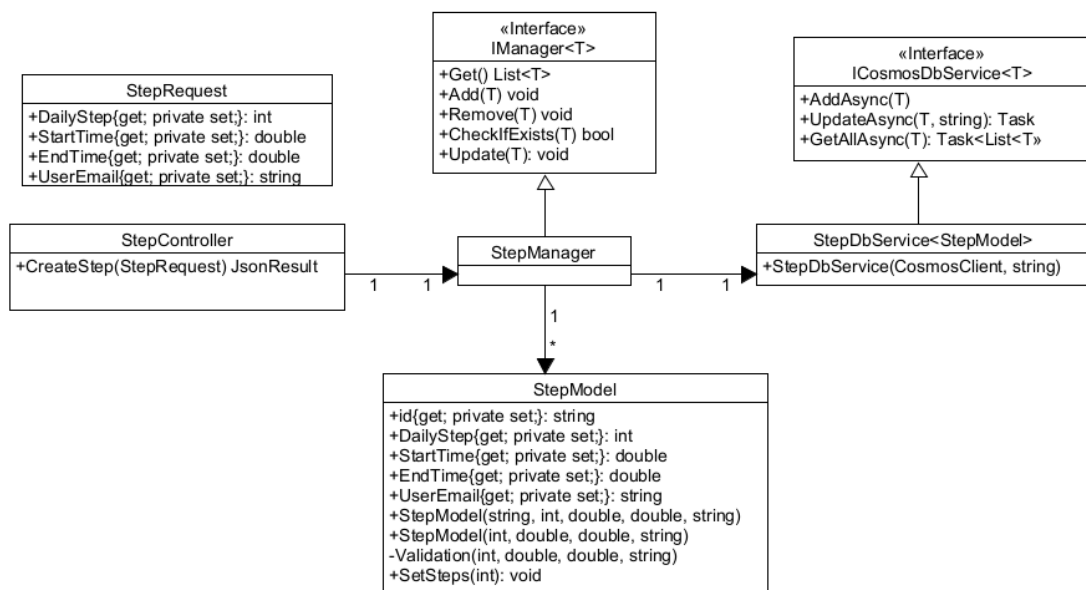 «Interface»
IManager<T>
+Get() List<T>
+Add(T) void
+Remove(T) void
+CheckIfExists(T) bool
+Update(T): void
«Interface»
ICosmosDbService<T>
+AddAsync(T)
+UpdateAsync(T, string): Task
+GetAllAsync(T): Task<List<T»
StepRequest
+DailyStep{get; private set;}: int
+StartTime{get; private set;}: double
+EndTime{get; private set;}: double
+UserEmail{get; private set;}: string
StepController
+CreateStep(StepRequest) JsonResult
1
1
StepManager
1
1
StepDbService<StepModel>
+StepDbService(CosmosClient, string)
1
*
StepModel
+id{get; private set;}: string
+DailyStep{get; private set;}: int
+StartTime{get; private set;}: double
+EndTime{get; private set;}: double
+UserEmail{get; private set;}: string
+StepModel(string, int, double, double, string)
+StepModel(int, double, double, string)
-Validation(int, double, double, string)
+SetSteps(int): void